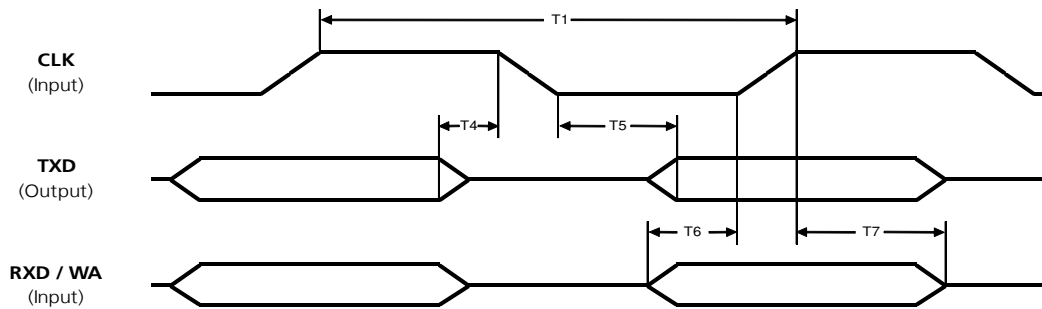 T1
CLK
(Input)
T4
T5
TXD
(Output)
T6
T7
RXD / WA
(Input)